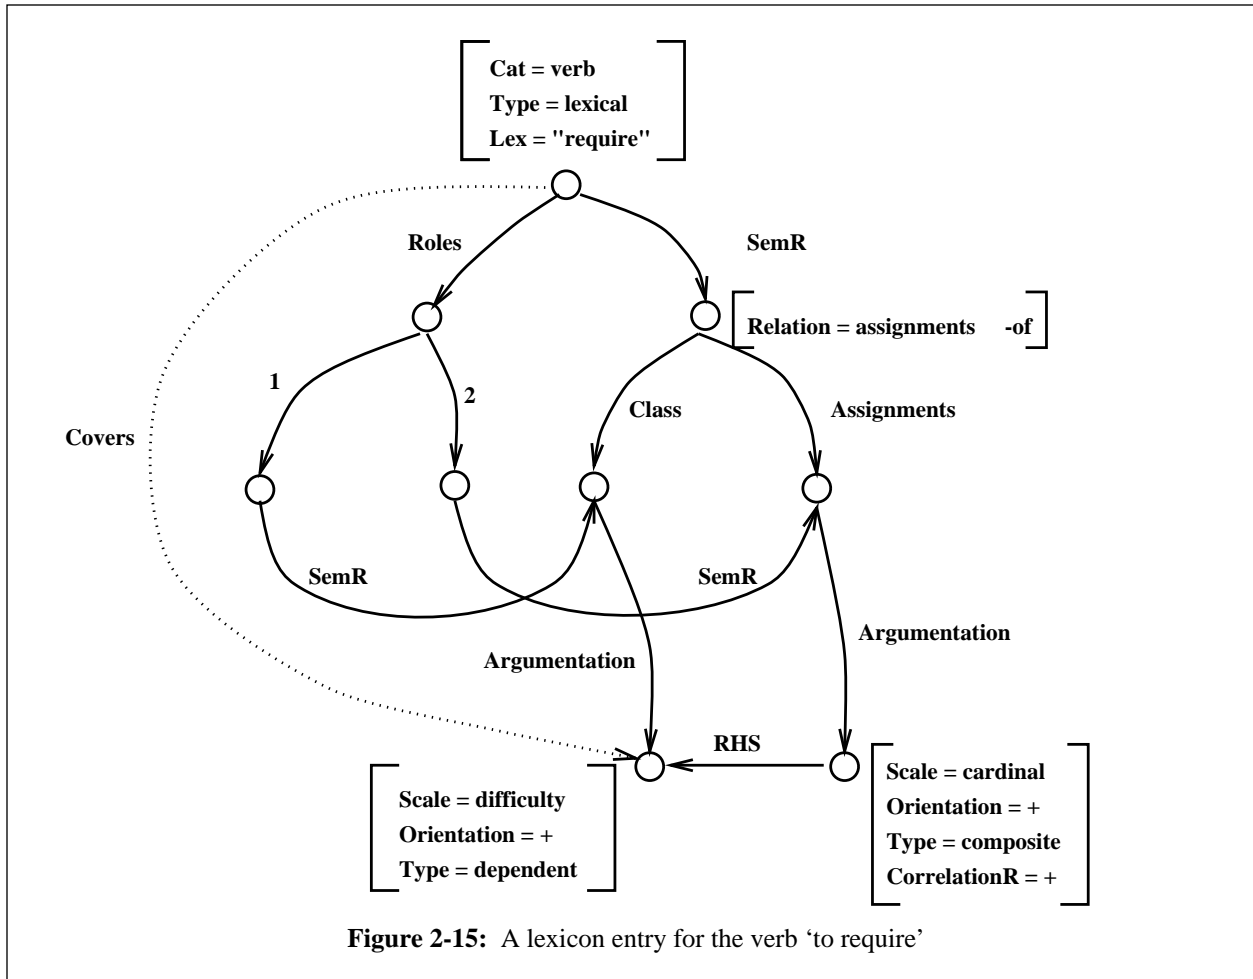 Cat = verb
Type = lexical
Lex = "require"
Roles
SemR
Relation = assignments -of
1
2
Class
Assignments
Covers
SemR
SemR
Argumentation
Argumentation
RHS
Scale = difficulty
Orientation = +
Type = dependent
Scale = cardinal
Orientation = +
Type = composite
CorrelationR = +
Figure 2-15: A lexicon entry for the verb ‘to require’